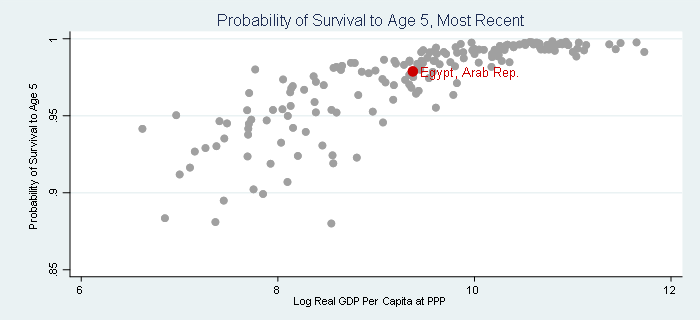 Probability of Survival to Age 5, Most Recent
Probability of Survival to Age 5
1
.95
.9
.85
Egypt, Arab Rep.
6 8 10 12
Log Real GDP Per Capita at PPP